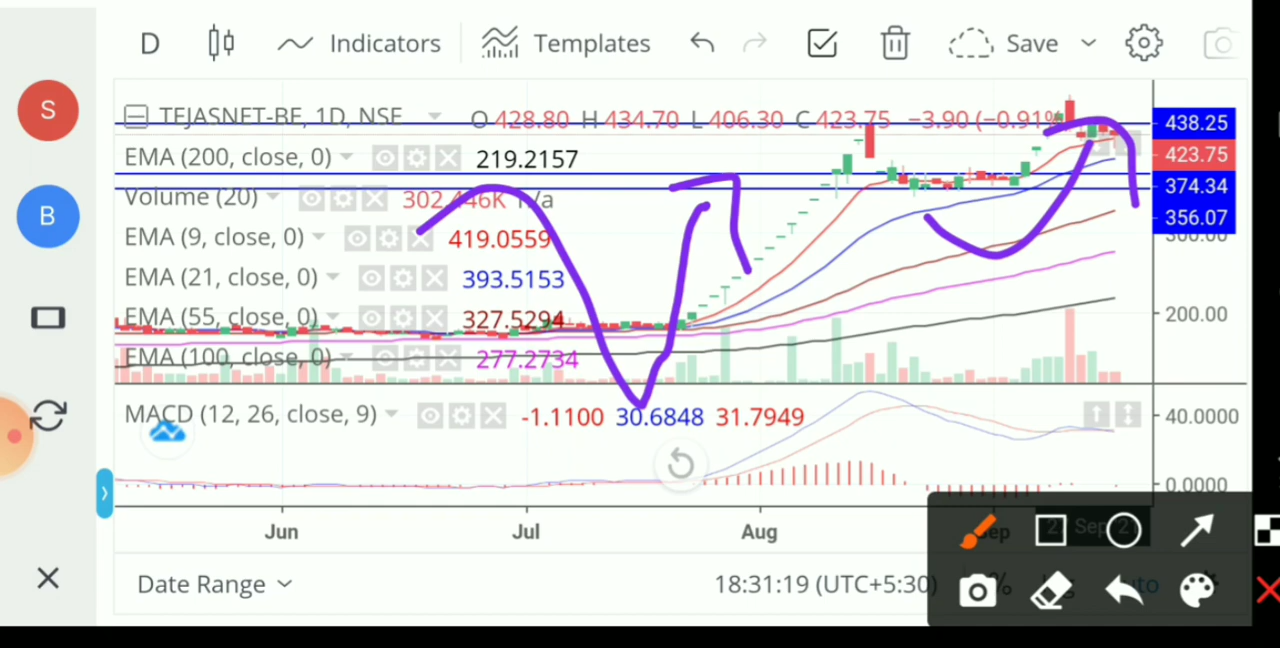 D Indicators Templates Save
S
TEJASNET-BE, 1D, NSE O 428.80 H 434.70 L 406.30 C 423.75 −3.90 (−0.91%
438.25
EMA (200, close, 0) 219.2157
423.75
Volume (20) 302.446K n/a
374.34
B
356.07
EMA (9, close, 0) 419.0559
300.00
EMA (21, close, 0) 393.5153
EMA (55, close, 0) 327.5294
200.00
EMA (100, close, 0) 277.2734
MACD (12, 26, close, 9) -1.1100 30.6848 31.7949
40.0000
0.0000
Jun Jul Aug Sep
Date Range 18:31:19 (UTC+5:30) %